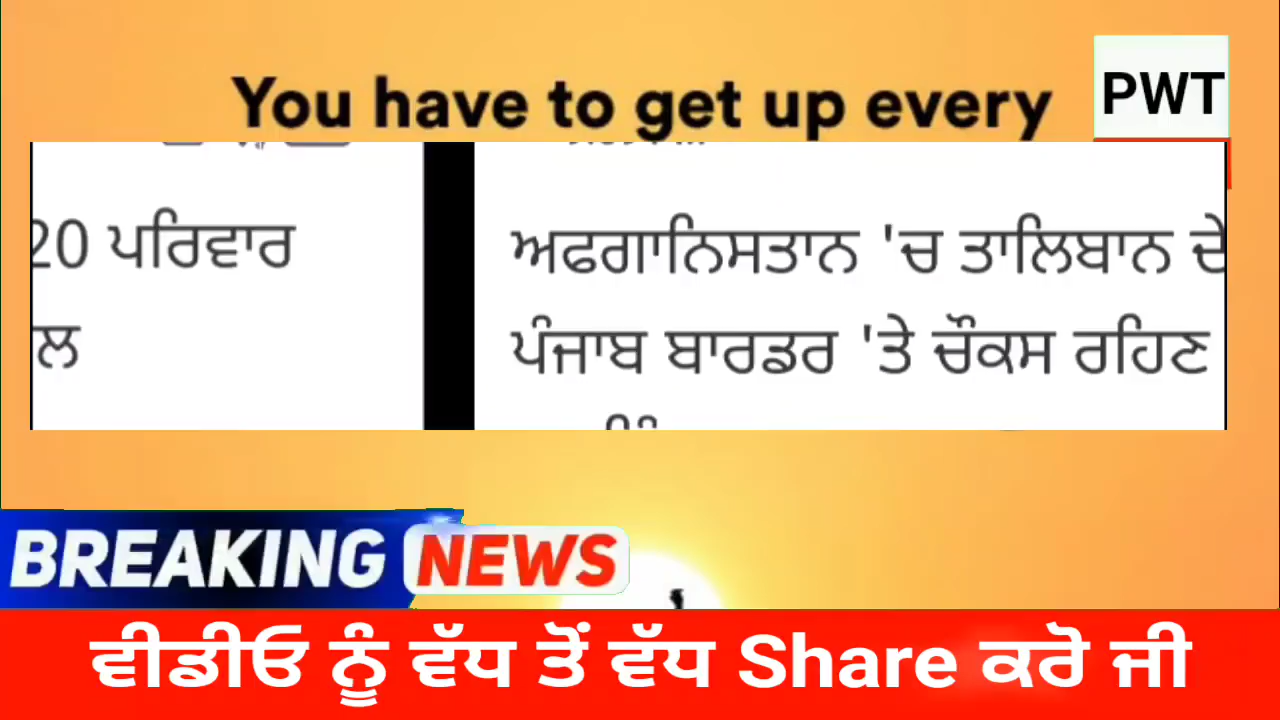 You have to get up every
PWT
20 ਪਰਿਵਾਰ
ਲ
ਅਫਗਾਨਿਸਤਾਨ 'ਚ ਤਾਲਿਬਾਨ ਦੇ
ਪੰਜਾਬ ਬਾਰਡਰ 'ਤੇ ਚੌਕਸ ਰਹਿਣ
BREAKING NEWS
ਵੀਡੀਓ ਨੂੰ ਵੱਧ ਤੋਂ ਵੱਧ Share ਕਰੋ ਜੀ